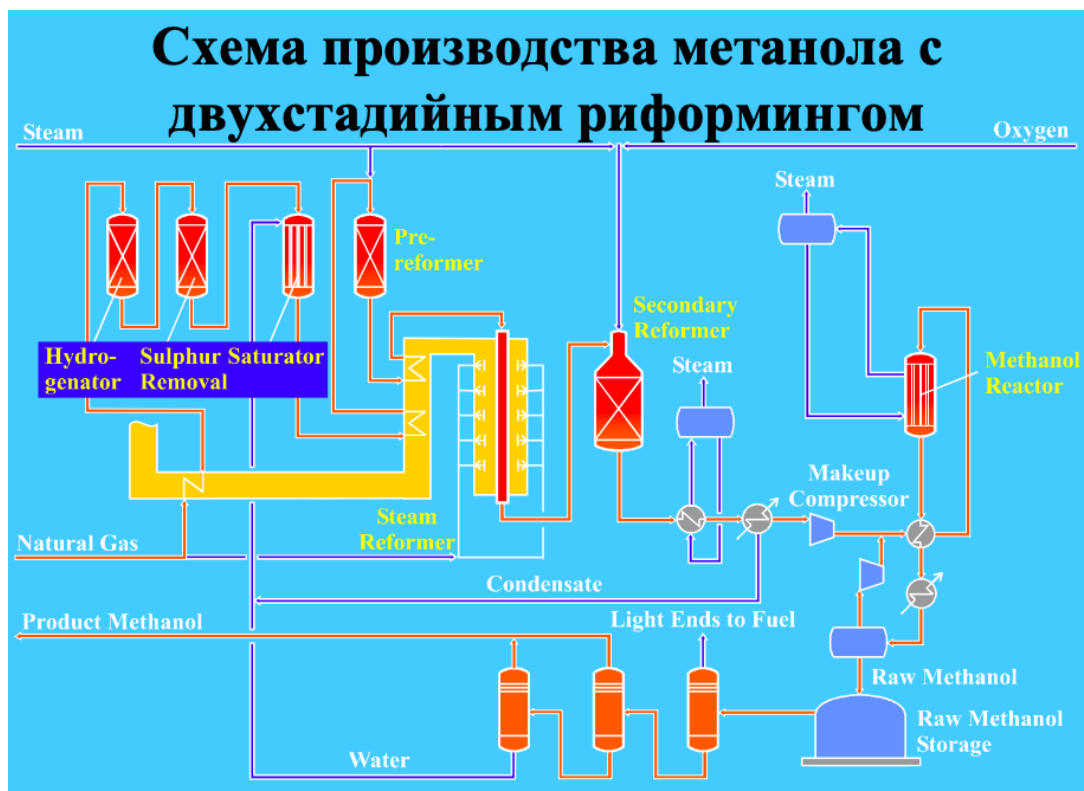 Схема производства метанола с
двухстадийным риформингом
Steam
Oxygen
Steam
Pre-
reformer
Secondary
Reformer
Hydro-
genator
Sulphur
Removal
Saturator
Steam
Methanol
Reactor
Makeup
Compressor
Steam
Reformer
Natural Gas
Condensate
Product Methanol
Light Ends to Fuel
Raw Methanol
Raw Methanol
Storage
Water